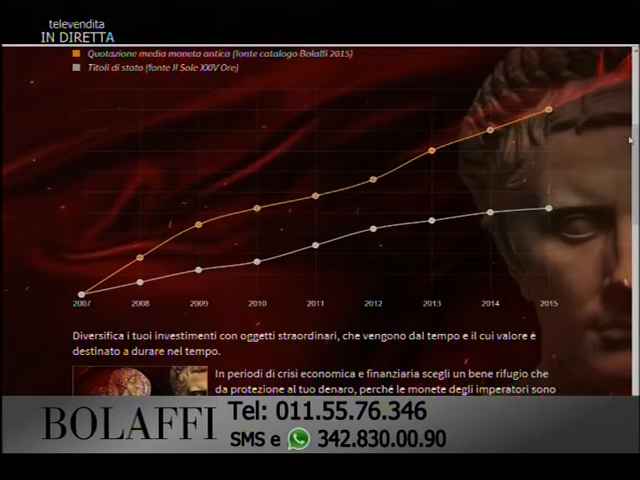 televendita
IN DIRETTA
Quotazione media moneta antica (fonte catalogo Bolaffi 2015)
Titoli di stato (fonte Il Sole XXIV Ore)
2007 2008 2009 2010 2011 2012 2013 2014 2015
Diversifica i tuoi investimenti con oggetti straordinari, che vengono dal tempo e il cui valore è
destinato a durare nel tempo.
In periodi di crisi economica e finanziaria scegli un bene rifugio che
da protezione al tuo denaro, perché le monete degli imperatori sono
BOLAFFI
Tel: 011.55.76.346
SMS e 342.830.00.90